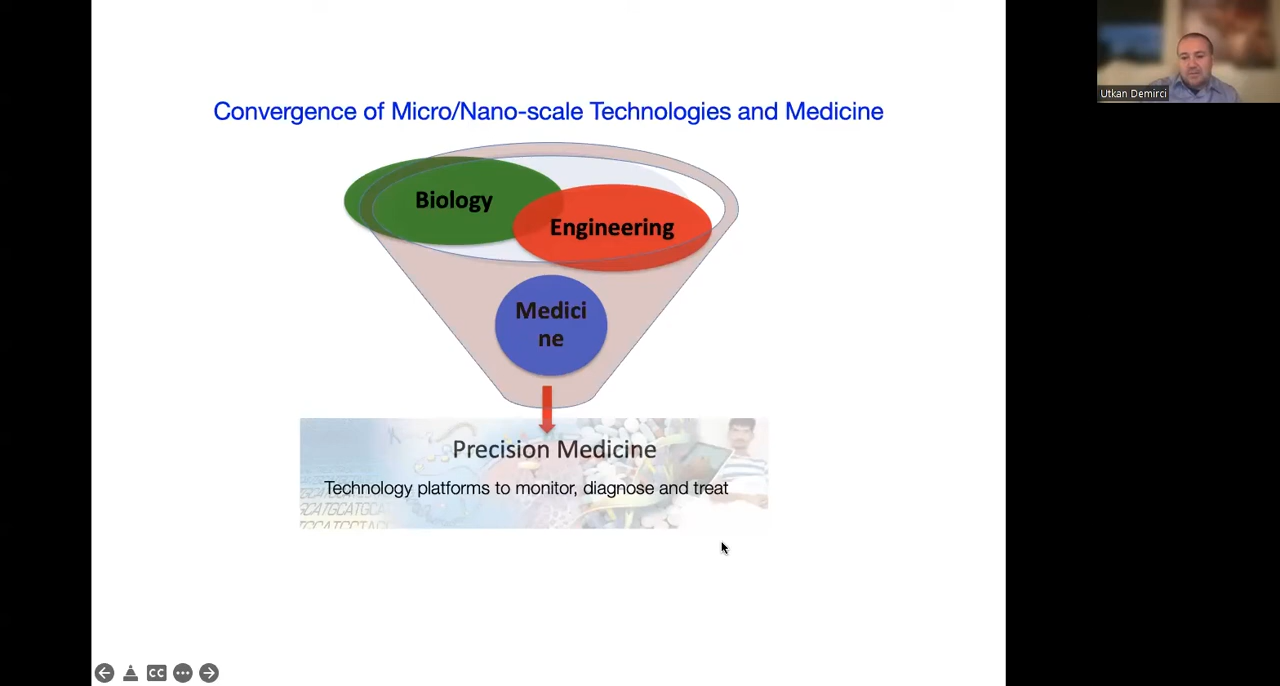 Convergence of Micro/Nano-scale Technologies and Medicine
Biology
Engineering
Medici
ne
Precision Medicine
Technology platforms to monitor, diagnose and treat
Utkan Demirci
CC